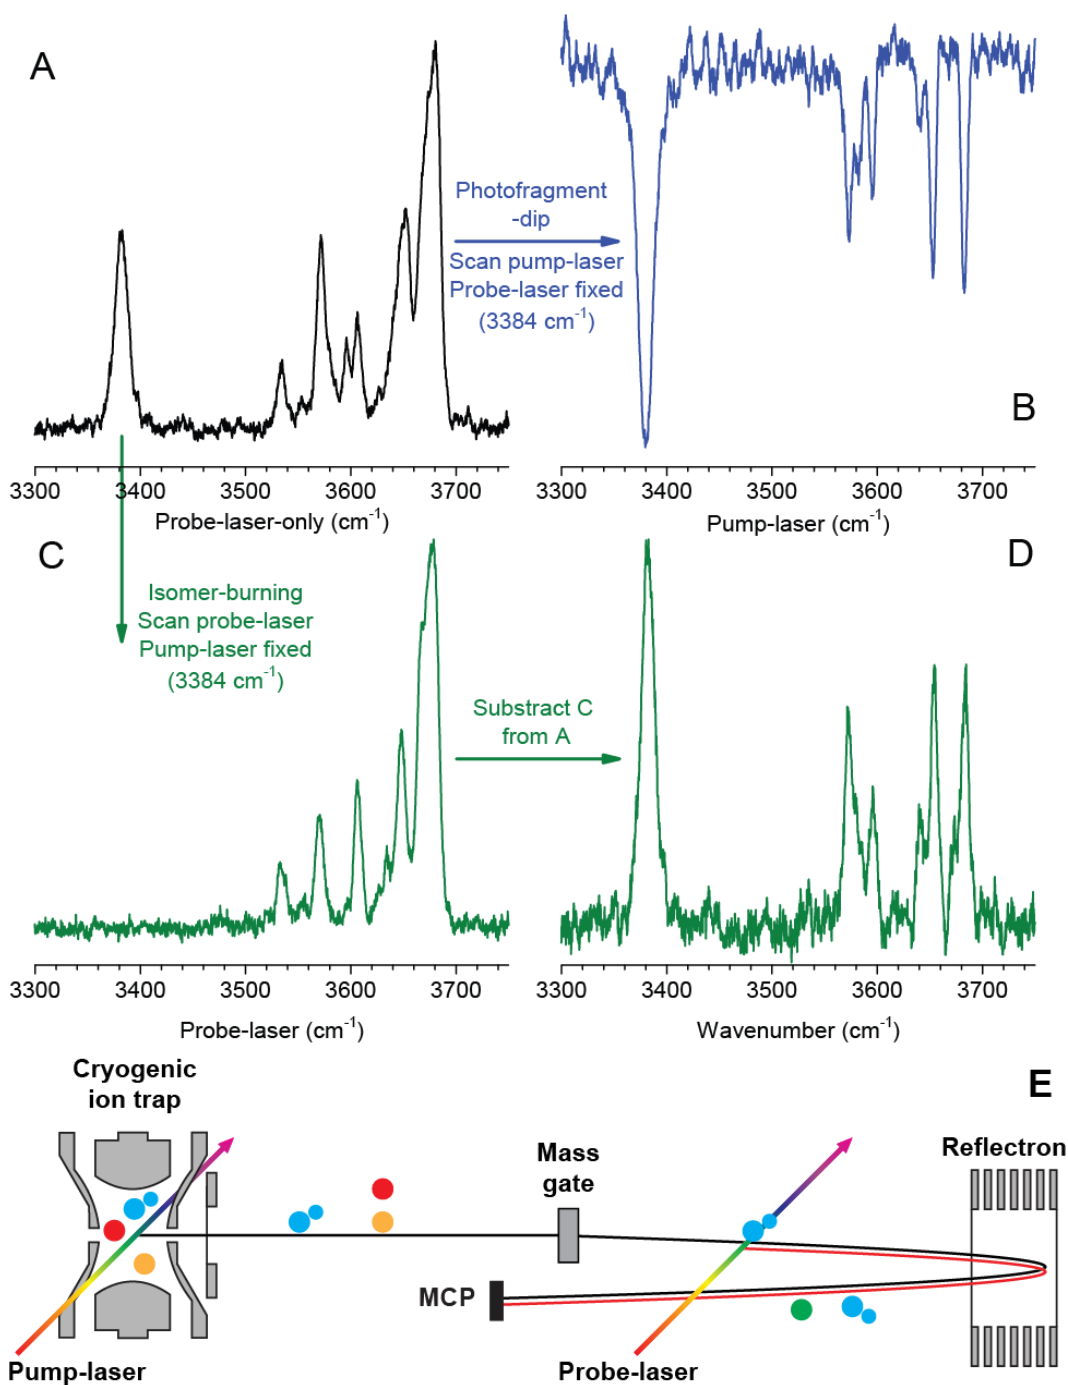 A
Photofragment
-dip
Scan pump-laser
Probe-laser fixed
(3384 cm-1)
B
3300 3400 3500 3600 3700
Probe-laser-only (cm-1)
3300 3400 3500 3600 3700
Pump-laser (cm-1)
C
D
Isomer-burning
Scan probe-laser
Pump-laser fixed
(3384 cm-1)
Substract C
from A
3300 3400 3500 3600 3700
Probe-laser (cm-1)
3300 3400 3500 3600 3700
Wavenumber (cm-1)
Cryogenic
ion trap
E
Mass
gate
Reflectron
MCP
Pump-laser
Probe-laser